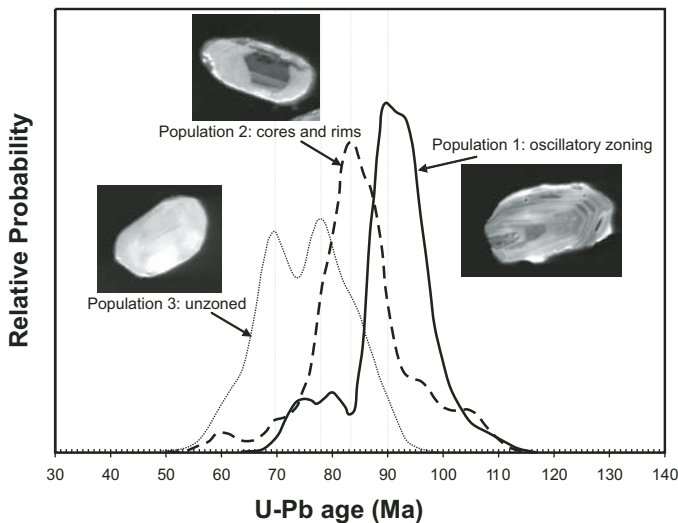 Population 2: cores and rims
Population 1: oscillatory zoning
Population 3: unzoned
Relative Probability
30 40 50 60 70 80 90 100 110 120 130 140
U-Pb age (Ma)